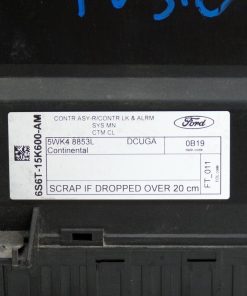 CONTR ASY-R/CONTR LK & ALRM
SYS MN
CTM CL
Ford
6S6T-15K600-AM
5WK4 8853L DCUGA 0B19
Continental
FT_011
SCRAP IF DROPPED OVER 20 cm